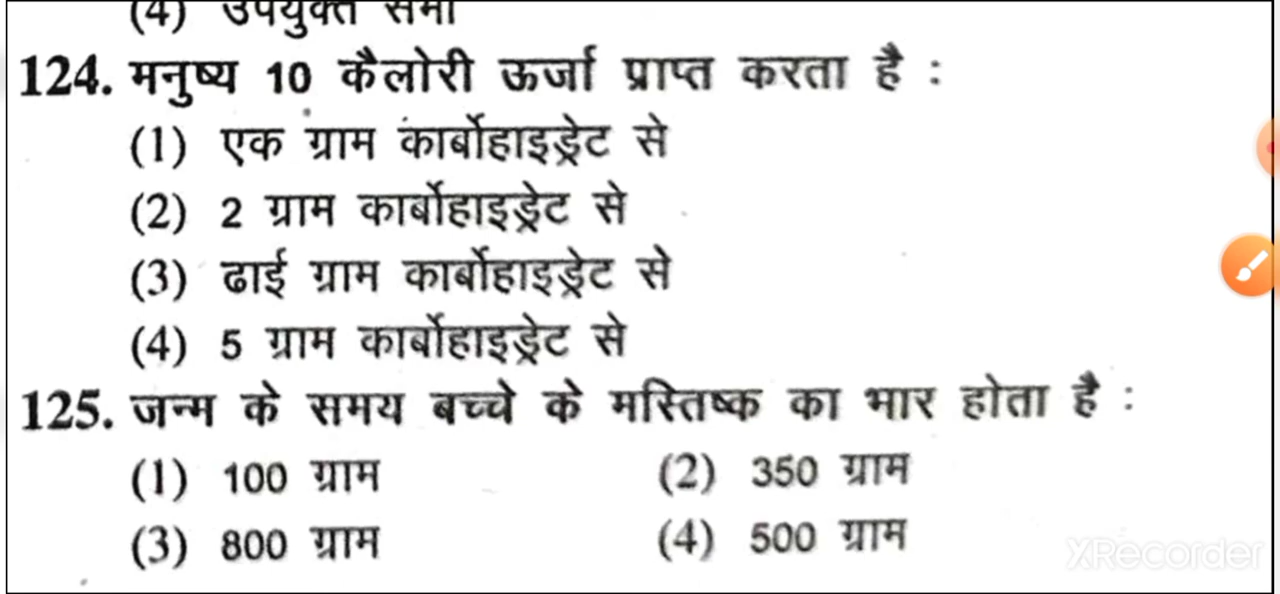 (4) उपर्युक्त सभी
124. मनुष्य 10 कैलोरी ऊर्जा प्राप्त करता है :
(1) एक ग्राम कार्बोहाइड्रेट से
(2) 2 ग्राम कार्बोहाइड्रेट से
(3) ढाई ग्राम कार्बोहाइड्रेट से
(4) 5 ग्राम कार्बोहाइड्रेट से
125. जन्म के समय बच्चे के मस्तिष्क का भार होता है :
(1) 100 ग्राम (2) 350 ग्राम
(3) 800 ग्राम (4) 500 ग्राम
XRecorder